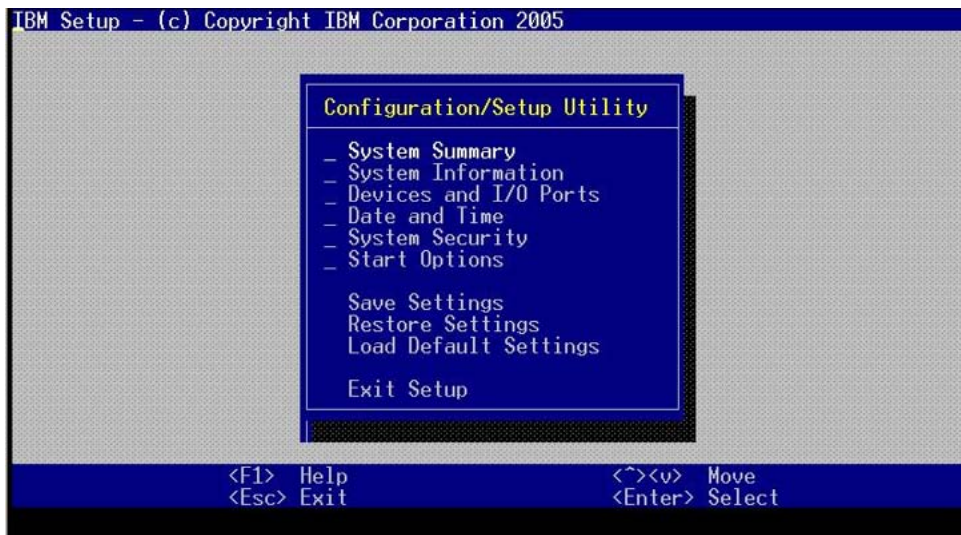 IBM Setup - (c) Copyright IBM Corporation 2005
Configuration/Setup Utility
_ System Summary
_ System Information
_ Devices and I/O Ports
_ Date and Time
_ System Security
_ Start Options
Save Settings
Restore Settings
Load Default Settings
Exit Setup
<F1> Help <^><v> Move
<Esc> Exit <Enter> Select